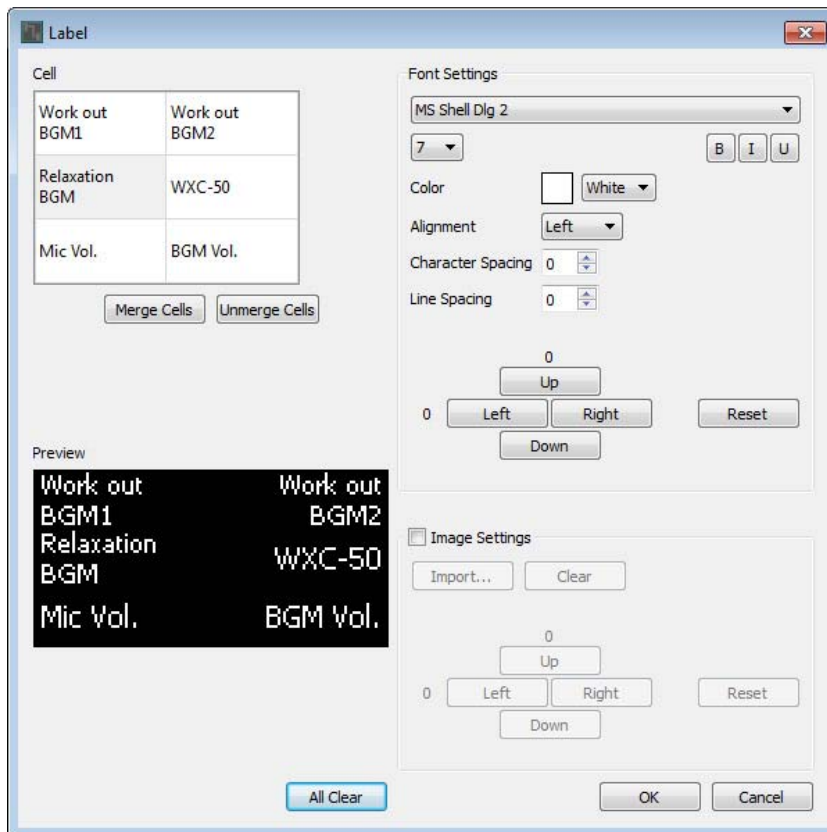 Label
Cell
Work out
BGM1
Work out
BGM2
Relaxation
BGM
WXC-50
Mic Vol.
BGM Vol.
Merge Cells
Unmerge Cells
Preview
Work out
BGM1
Work out
BGM2
Relaxation
BGM
WXC-50
Mic Vol.
BGM Vol.
All Clear
Font Settings
MS Shell Dlg 2
7
B
I
U
Color
White
Alignment
Left
Character Spacing
0
Line Spacing
0
0
Up
0
Left
Right
Reset
Down
Image Settings
Import...
Clear
0
Up
0
Left
Right
Reset
Down
OK
Cancel